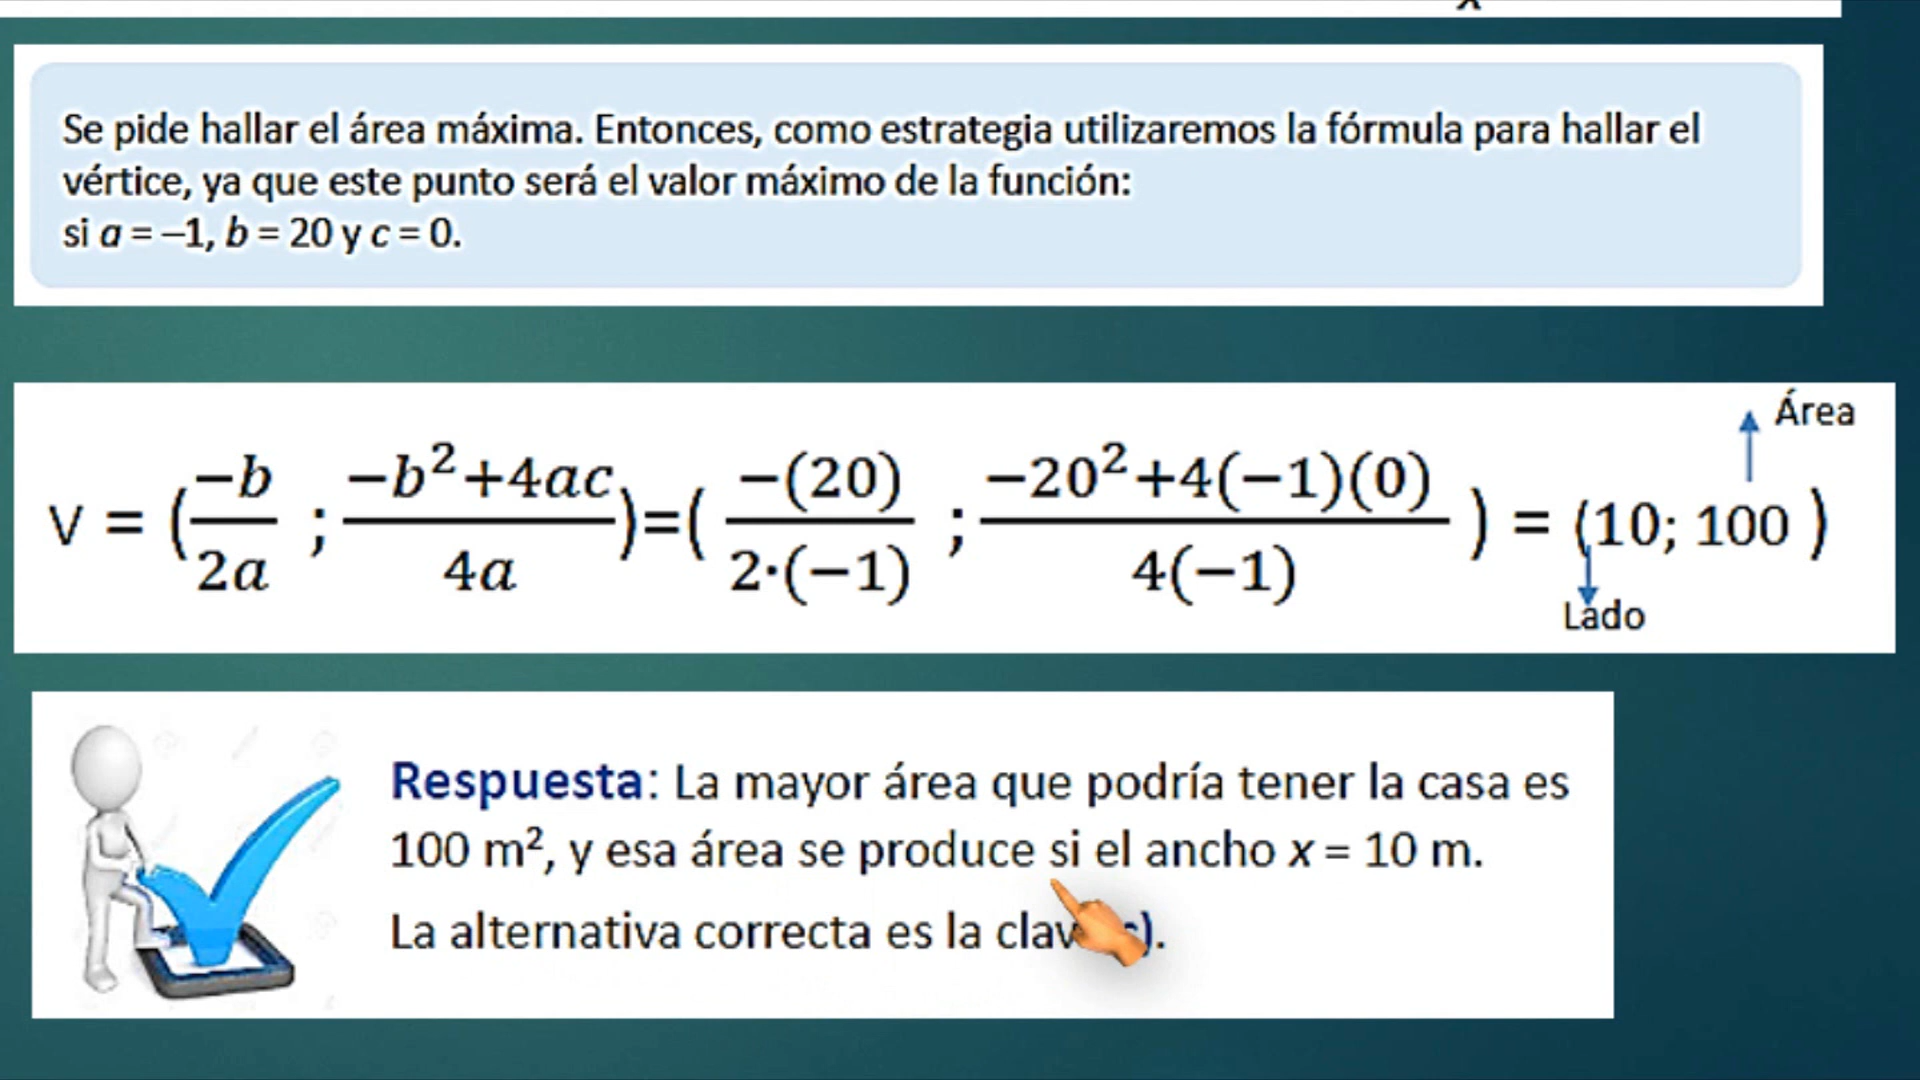 Se pide hallar el área máxima. Entonces, como estrategia utilizaremos la fórmula para hallar el
vértice, ya que este punto será el valor máximo de la función:
si a = –1, b = 20 y c = 0.
Área
V = (−b/2a ; −b²+4ac/4a)=( −(20)/2·(−1) ; −20²+4(−1)(0)/4(−1) ) = (10; 100 )
Lado
Respuesta: La mayor área que podría tener la casa es
100 m², y esa área se produce si el ancho x = 10 m.
La alternativa correcta es la